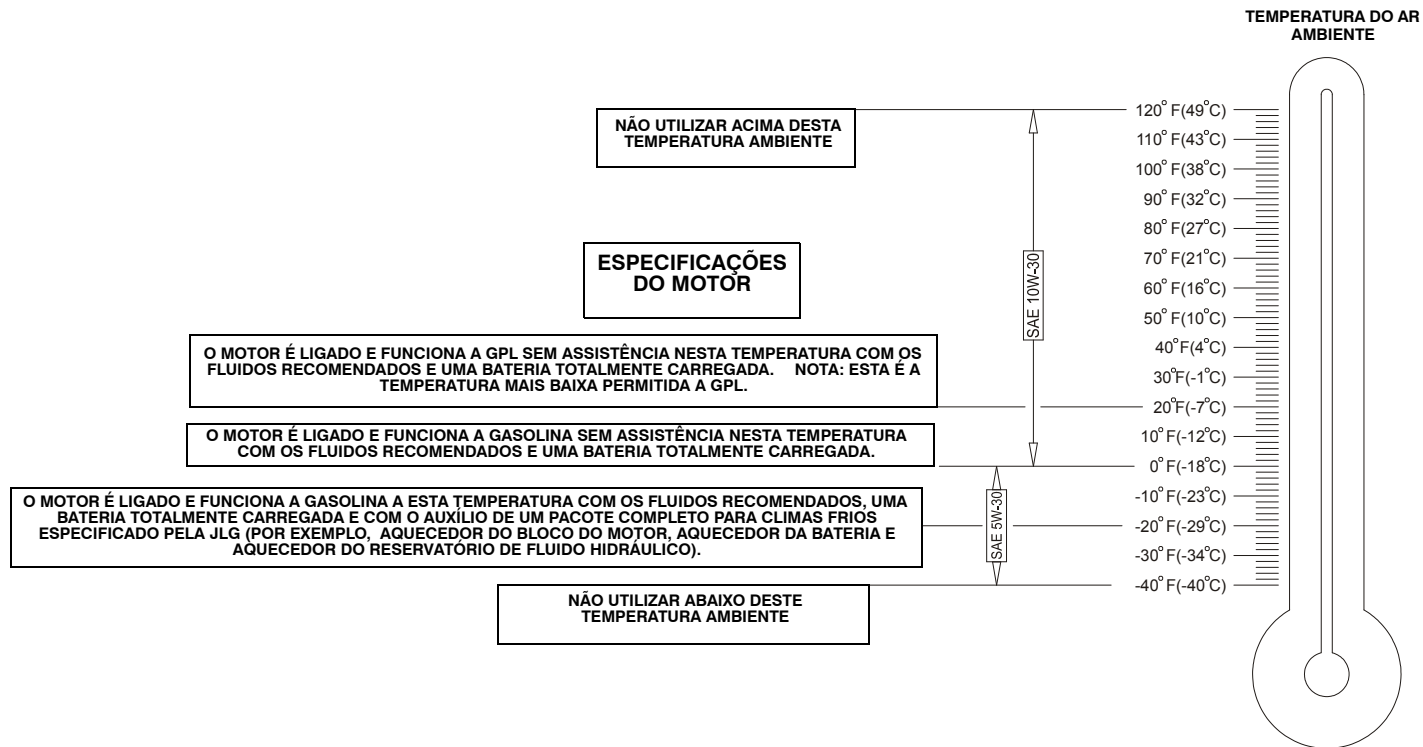 TEMPERATURA DO AR
AMBIENTE
NÃO UTILIZAR ACIMA DESTA
TEMPERATURA AMBIENTE
ESPECIFICAÇÕES
DO MOTOR
O MOTOR É LIGADO E FUNCIONA A GPL SEM ASSISTÊNCIA NESTA TEMPERATURA COM OS
FLUIDOS RECOMENDADOS E UMA BATERIA TOTALMENTE CARREGADA. NOTA: ESTA É A
TEMPERATURA MAIS BAIXA PERMITIDA A GPL.
O MOTOR É LIGADO E FUNCIONA A GASOLINA SEM ASSISTÊNCIA NESTA TEMPERATURA
COM OS FLUIDOS RECOMENDADOS E UMA BATERIA TOTALMENTE CARREGADA.
O MOTOR É LIGADO E FUNCIONA A GASOLINA A ESTA TEMPERATURA COM OS FLUIDOS RECOMENDADOS, UMA
BATERIA TOTALMENTE CARREGADA E COM O AUXÍLIO DE UM PACOTE COMPLETO PARA CLIMAS FRIOS
ESPECIFICADO PELA JLG (POR EXEMPLO, AQUECEDOR DO BLOCO DO MOTOR, AQUECEDOR DA BATERIA E
AQUECEDOR DO RESERVATÓRIO DE FLUIDO HIDRÁULICO).
NÃO UTILIZAR ABAIXO DESTE
TEMPERATURA AMBIENTE
SAE 10W-30
SAE 5W-30
120° F(49°C)
110° F(43°C)
100° F(38°C)
90° F(32°C)
80° F(27°C)
70° F(21°C)
60° F(16°C)
50° F(10°C)
40°F(4°C)
30°F(-1°C)
20°F(-7°C)
10° F(-12°C)
0° F(-18°C)
-10° F(-23°C)
-20° F(-29°C)
-30° F(-34°C)
-40° F(-40°C)